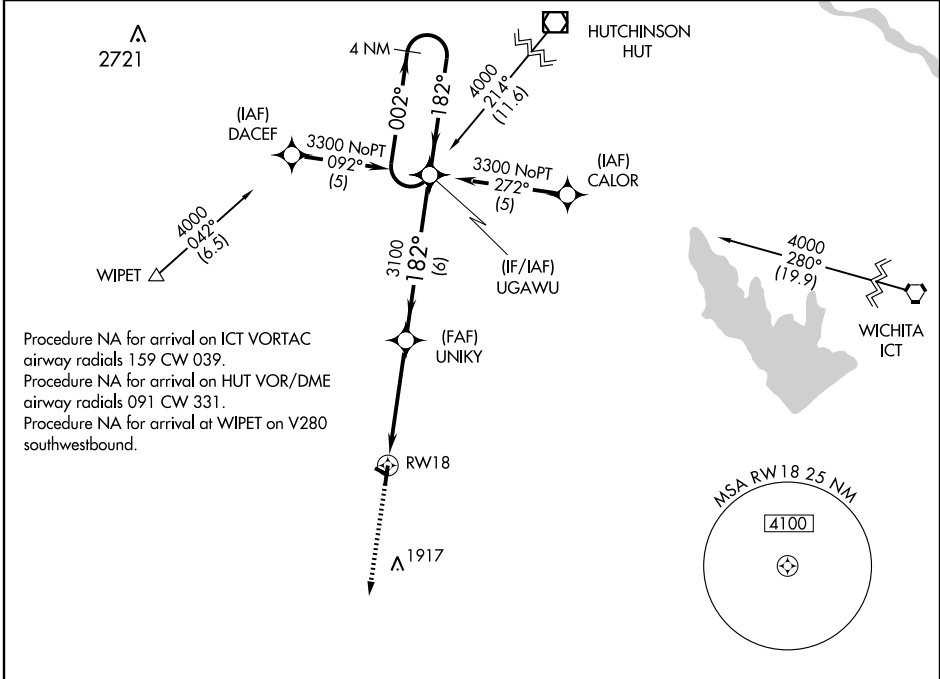 2721
4 NM
HUTCHINSON
HUT
4000
214°
(11.6)
002°
182°
(IAF)
DACEF
3300 NoPT
092°
(5)
3300 NoPT
272°
(5)
(IAF)
CALOR
4000
042°
(6.5)
WIPET
3100
182°
(6)
(IF/IAF)
UGAWU
4000
280°
(19.9)
WICHITA
ICT
(FAF)
UNIKY
Procedure NA for arrival on ICT VORTAC
airway radials 159 CW 039.
Procedure NA for arrival on HUT VOR/DME
airway radials 091 CW 331.
Procedure NA for arrival at WIPET on V280
southwestbound.
RW18
1917
MSA RW18 25 NM
4100